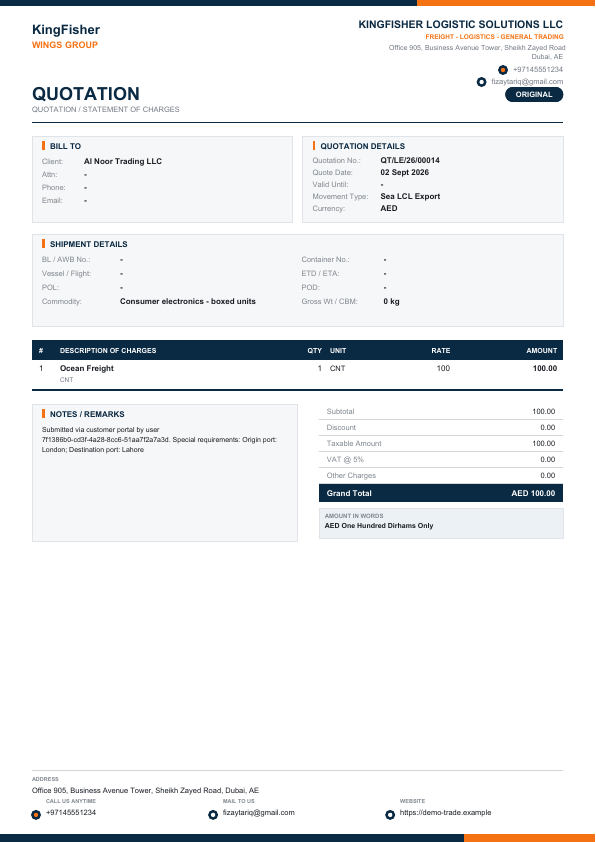 KingFisher
WINGS GROUP
KINGFISHER LOGISTIC SOLUTIONS LLC
FREIGHT - LOGISTICS - GENERAL TRADING
Office 905, Business Avenue Tower, Sheikh Zayed Road
Dubai, AE
+97145551234
fizaytariq@gmail.com
ORIGINAL
QUOTATION
QUOTATION / STATEMENT OF CHARGES
BILL TO
Client: Al Noor Trading LLC
Attn: -
Phone: -
Email: -
QUOTATION DETAILS
Quotation No.: QT/LE/26/00014
Quote Date: 02 Sept 2026
Valid Until: -
Movement Type: Sea LCL Export
Currency: AED
SHIPMENT DETAILS
BL / AWB No.: - Container No.: -
Vessel / Flight: - ETD / ETA: -
POL: - POD: -
Commodity: Consumer electronics - boxed units Gross Wt / CBM: 0 kg
# DESCRIPTION OF CHARGES QTY UNIT RATE AMOUNT
1 Ocean Freight 1 CNT 100 100.00
CNT
NOTES / REMARKS
Submitted via customer portal by user
7f1386b0-cd3f-4a28-8cc6-51aa7f2a7a3d. Special requirements: Origin port:
London; Destination port: Lahore
Subtotal 100.00
Discount 0.00
Taxable Amount 100.00
VAT @ 5% 0.00
Other Charges 0.00
Grand Total AED 100.00
AMOUNT IN WORDS
AED One Hundred Dirhams Only
ADDRESS
Office 905, Business Avenue Tower, Sheikh Zayed Road, Dubai, AE
CALL US ANYTIME MAIL TO US WEBSITE
+97145551234 fizaytariq@gmail.com https://demo-trade.example